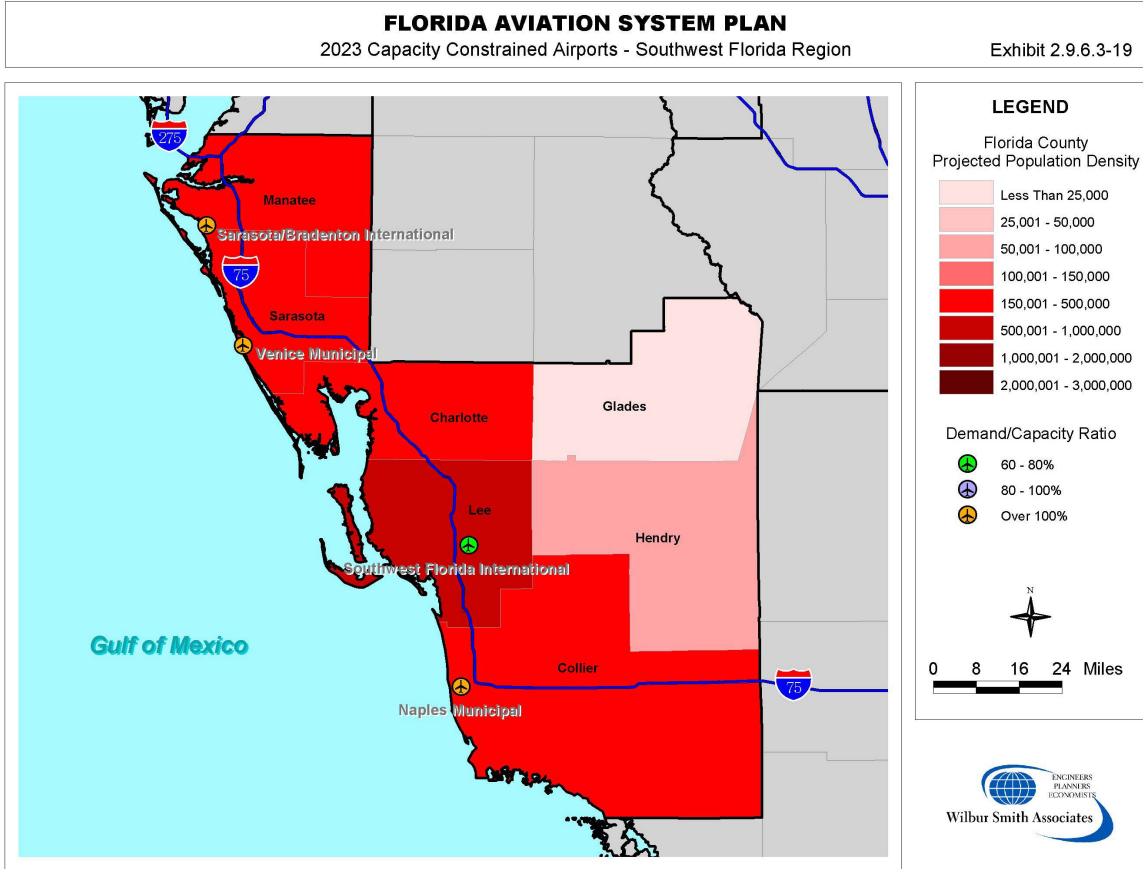 FLORIDA AVIATION SYSTEM PLAN
2023 Capacity Constrained Airports - Southwest Florida Region
Exhibit 2.9.6.3-19
275
Manatee
Sarasota/Bradenton International
75
Sarasota
Venice Municipal
Charlotte
Glades
Lee
Hendry
Southwest Florida International
Gulf of Mexico
Collier
75
Naples Municipal
LEGEND
Florida County
Projected Population Density
Less Than 25,000
25,001 - 50,000
50,001 - 100,000
100,001 - 150,000
150,001 - 500,000
500,001 - 1,000,000
1,000,001 - 2,000,000
2,000,001 - 3,000,000
Demand/Capacity Ratio
60 - 80%
80 - 100%
Over 100%
N
0 8 16 24 Miles
ENGINEERS
PLANNERS
ECONOMISTS
Wilbur Smith Associates